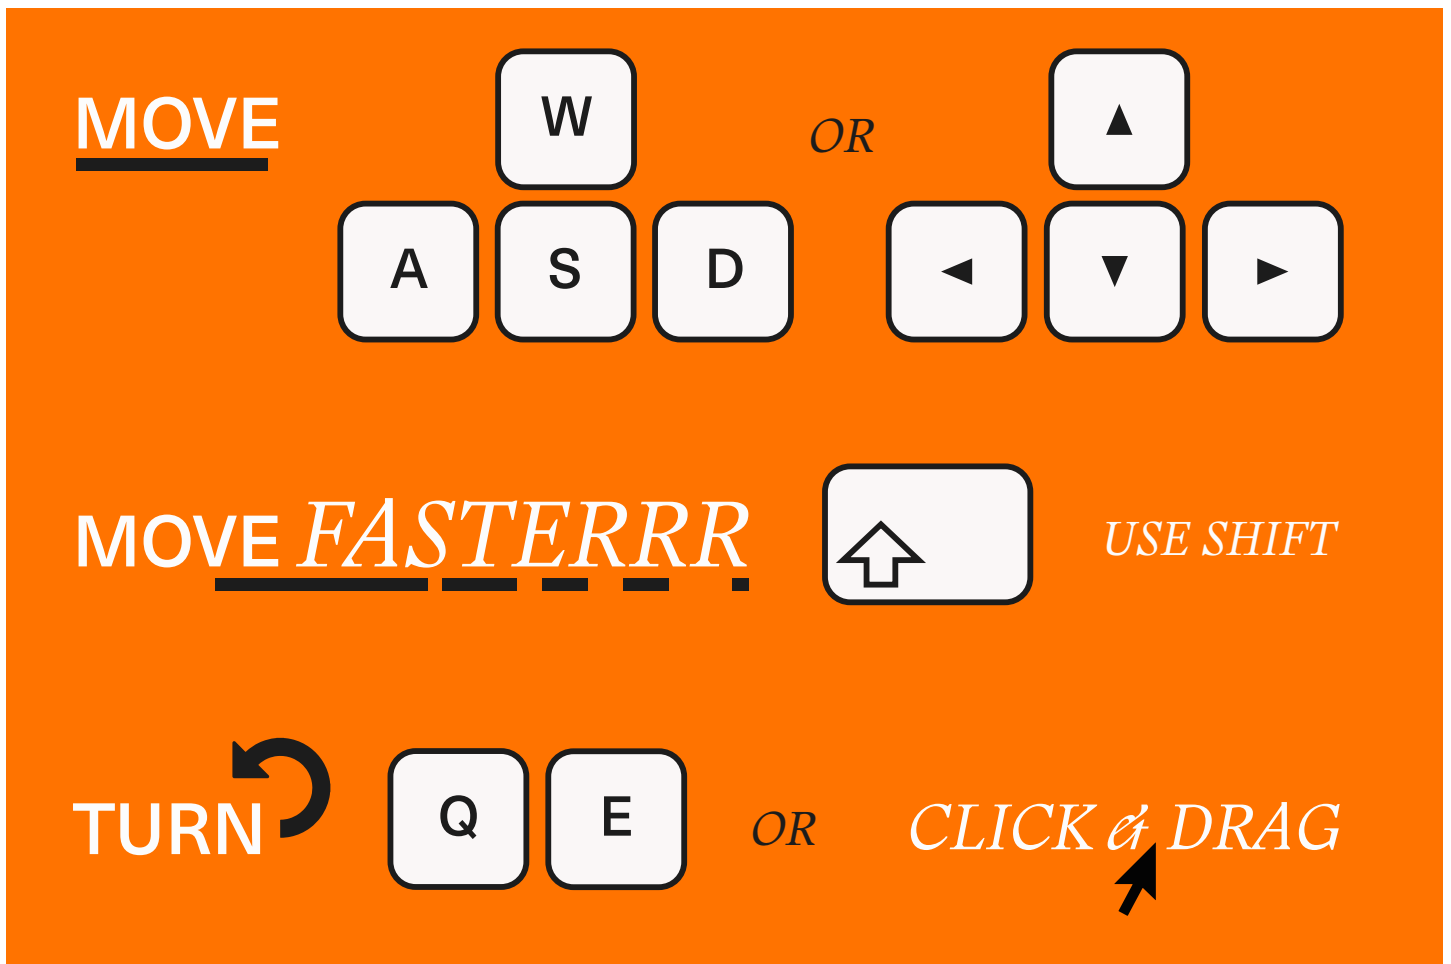 MOVE W OR ▲
A S D ◄ ▼ ►
MOVE FASTERRR USE SHIFT
TURN Q E OR CLICK & DRAG